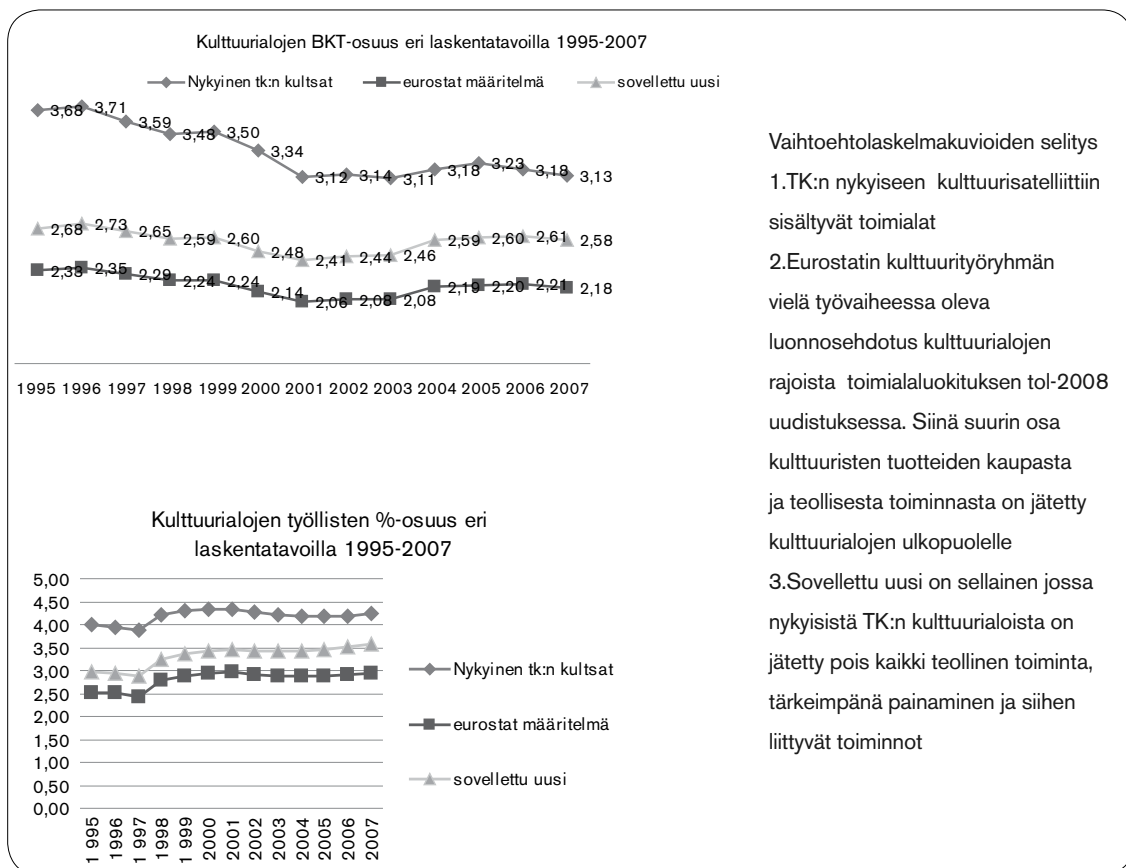 Kulttuurialojen BKT-osuus eri laskentatavoilla 1995-2007
Nykyinen tk:n kultsat eurostat määritelmä sovellettu uusi
3,68 3,71 3,59 3,48 3,50 3,34 3,12 3,14 3,11 3,18 3,23 3,18 3,13
2,68 2,73 2,65 2,59 2,60 2,48 2,41 2,44 2,46 2,59 2,60 2,61 2,58
2,33 2,35 2,29 2,24 2,24 2,14 2,06 2,08 2,08 2,19 2,20 2,21 2,18
1995 1996 1997 1998 1999 2000 2001 2002 2003 2004 2005 2006 2007
Kulttuurialojen työllisten %-osuus eri
laskentatavoilla 1995-2007
5,00
4,50
4,00
3,50
3,00
2,50
2,00
1,50
1,00
0,50
0,00
1995 1996 1997 1998 1999 2000 2001 2002 2003 2004 2005 2006 2007
Nykyinen tk:n kultsat
eurostat määritelmä
sovellettu uusi
Vaihtoehtolaskelmakuvioiden selitys
1.TK:n nykyiseen kulttuurisatelliittiin
sisältyvät toimialat
2.Eurostatin kulttuurityöryhmän
vielä työvaiheessa oleva
luonnosehdotus kulttuurialojen
rajoista toimialaluokituksen tol-2008
uudistuksessa. Siinä suurin osa
kulttuuristen tuotteiden kaupasta
ja teollisesta toiminnasta on jätetty
kulttuurialojen ulkopuolelle
3.Sovellettu uusi on sellainen jossa
nykyisistä TK:n kulttuurialoista on
jätetty pois kaikki teollinen toiminta,
tärkeimpänä painaminen ja siihen
liittyvät toiminnot